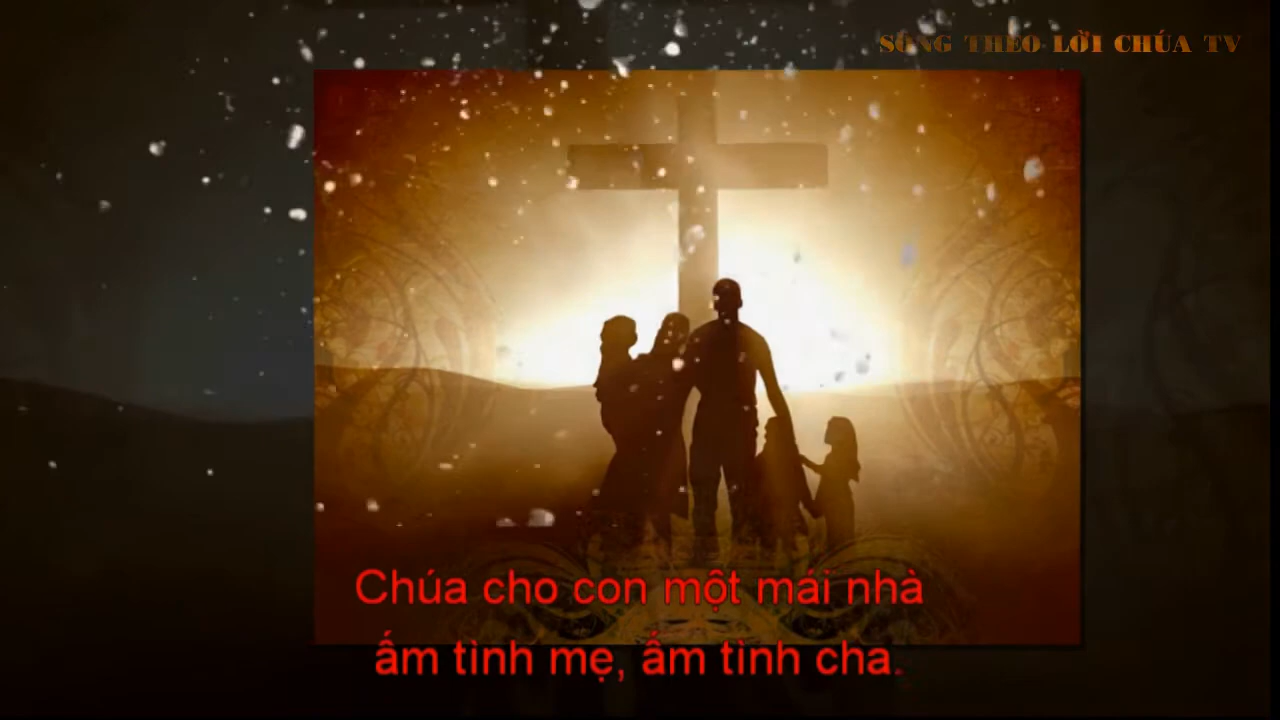 SỐNG THEO LỜI CHÚA TV
Chúa cho con một mái nhà
ấm tình mẹ, ấm tình cha.